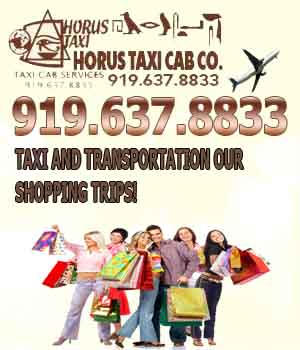 HORUS
TAXI
HORUS TAXI CAB CO.
TAXI CAB SERVICES
919.637.8833
919.637.8833
919.637.8833
TAXI AND TRANSPORTATION OUR
SHOPPING TRIPS!